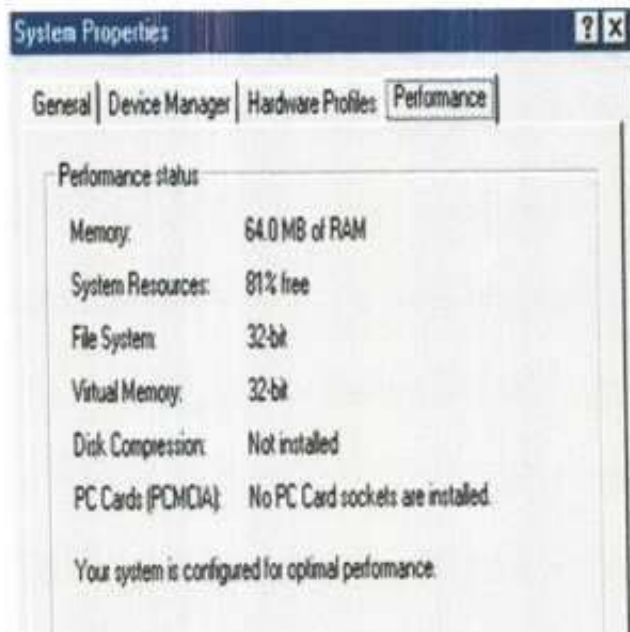 System Properties
? X
General Device Manager Hardware Profiles Performance
Performance status
Memory: 64.0 MB of RAM
System Resources: 81% free
File System: 32-bit
Virtual Memory: 32-bit
Disk Compression: Not installed
PC Cards (PCMCIA): No PC Card sockets are installed.
Your system is configured for optimal performance.